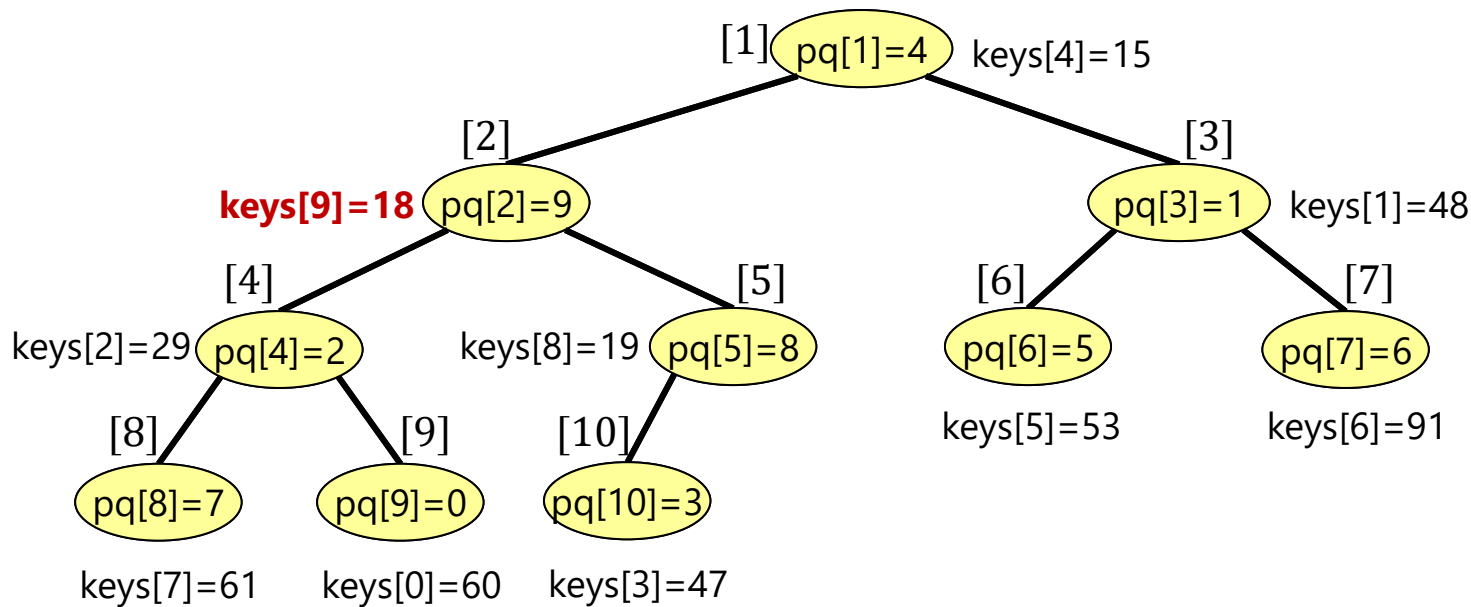 [1] pq[1]=4 keys[4]=15
[2] [3]
keys[9]=18 pq[2]=9 pq[3]=1 keys[1]=48
[4] [5] [6] [7]
keys[2]=29 pq[4]=2 keys[8]=19 pq[5]=8 pq[6]=5 pq[7]=6
keys[5]=53 keys[6]=91
[8] [9] [10]
pq[8]=7 pq[9]=0 pq[10]=3
keys[7]=61 keys[0]=60 keys[3]=47